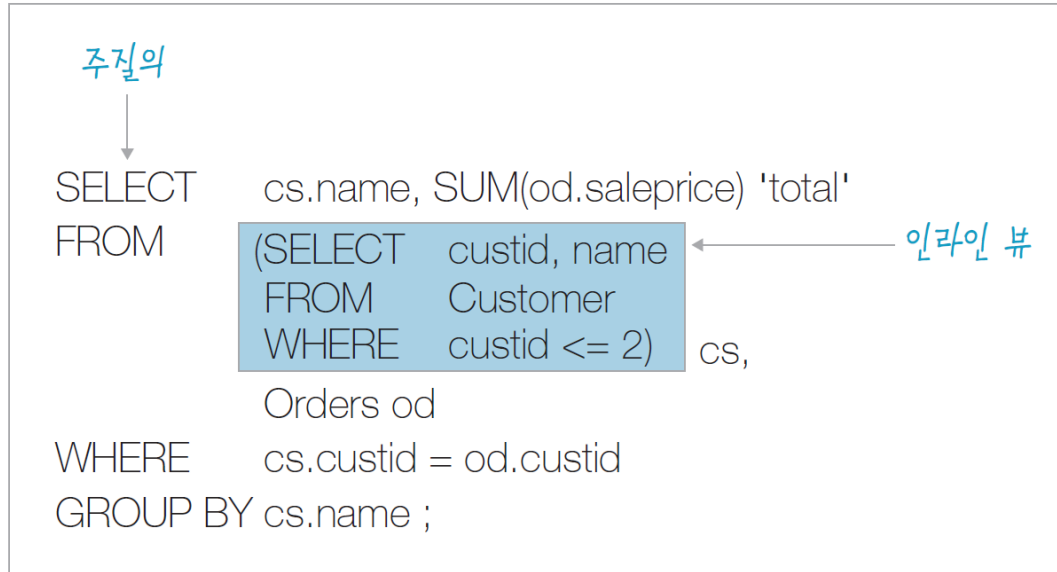 주질의
SELECT cs.name, SUM(od.saleprice) 'total'
FROM (SELECT custid, name
인라인 뷰
FROM Customer
WHERE custid <= 2) cs,
Orders od
WHERE cs.custid = od.custid
GROUP BY cs.name ;